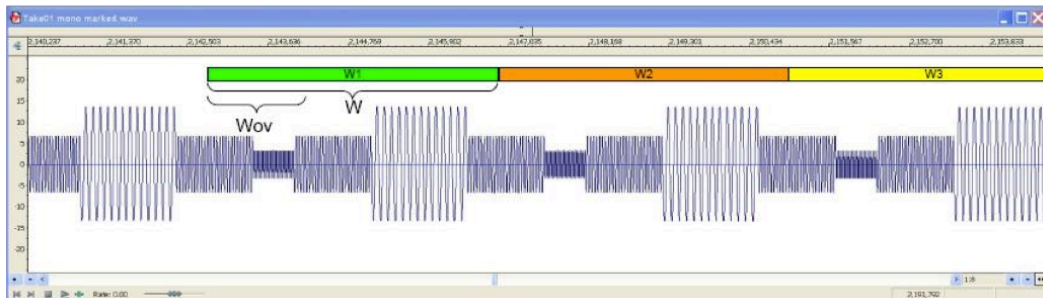 Take01 mono marked.wav
2,140,237 2,141,370 2,142,503 2,143,636 2,144,769 2,145,902 2,147,035 2,148,168 2,149,301 2,150,434 2,151,567 2,152,700 2,153,833
W1 W2 W3
20
W
15
Wov
10
5
0
-5
-10
-15
-20
Rate: 0.00 2,191,792